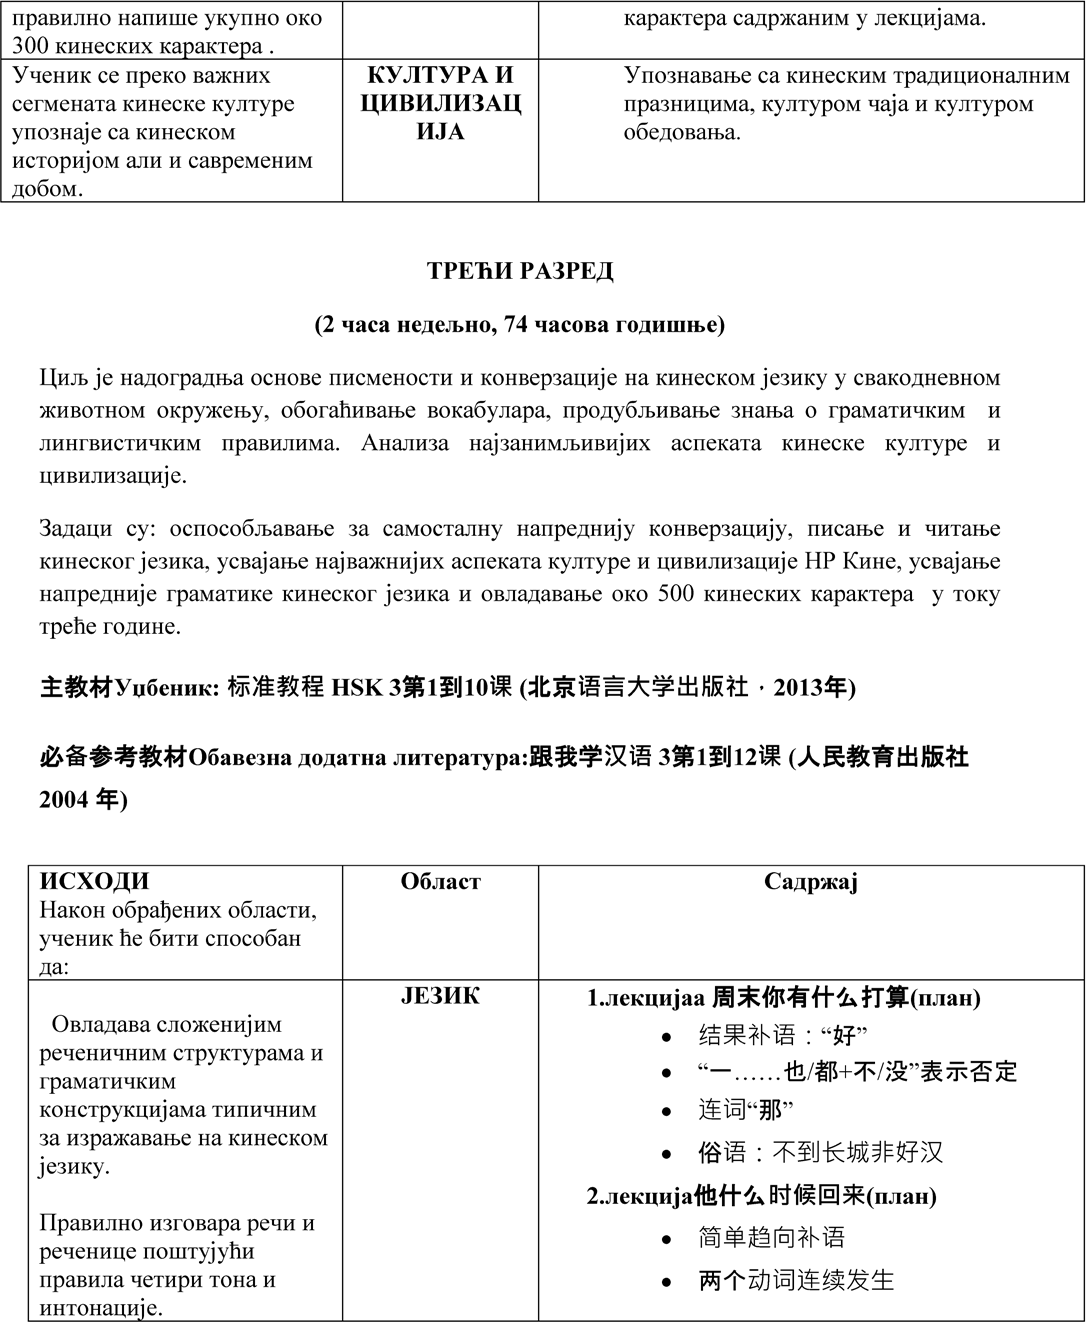 правилно напише укупно око
300 кинеских карактера .
карактера садржаним у лекцијама.
Ученик се преко важних
сегмената кинеске културе
упознаје са кинеском
историјом али и савременим
добом.
КУЛТУРА И
ЦИВИЛИЗАЦ
ИЈА
Упознавање са кинеским традиционалним
празницима, културом чаја и културом
обедовања.
ТРЕЋИ РАЗРЕД
(2 часа недељно, 74 часова годишње)
Циљ је надоградња основе писмености и конверзације на кинеском језику у свакодневном
животном окружењу, обогаћивање вокабулара, продубљивање знања о граматичким и
лингвистичким правилима. Анализа најзанимљивијих аспеката кинеске културе и
цивилизације.
Задаци су: оспособљавање за самосталну напреднију конверзацију, писање и читање
кинеског језика, усвајање најважнијих аспеката културе и цивилизације НР Кине, усвајање
напредније граматике кинеског језика и овладавање око 500 кинеских карактера у току
треће године.
主教材Уџбеник: 标准教程 HSK 3第1到10课 (北京语言大学出版社，2013年)
必备参考教材Обавезна додатна литература:跟我学汉语 3第1到12课 (人民教育出版社
2004 年)
ИСХОДИ
Након обрађених области,
ученик ће бити способан
да:
Област
Садржај
Овладава сложенијим
реченичним структурама и
граматичким
конструкцијама типичним
за изражавање на кинеском
језику.
Правилно изговара речи и
реченице поштујући
правила четири тона и
интонације.
ЈЕЗИК
1.лекцијаа 周末你有什么打算(план)
• 结果补语：“好”
• “一……也/都+不/没”表示否定
• 连词“那”
• 俗语：不到长城非好汉
2.лекција他什么时候回来(план)
• 简单趋向补语
• 两个动词连续发生